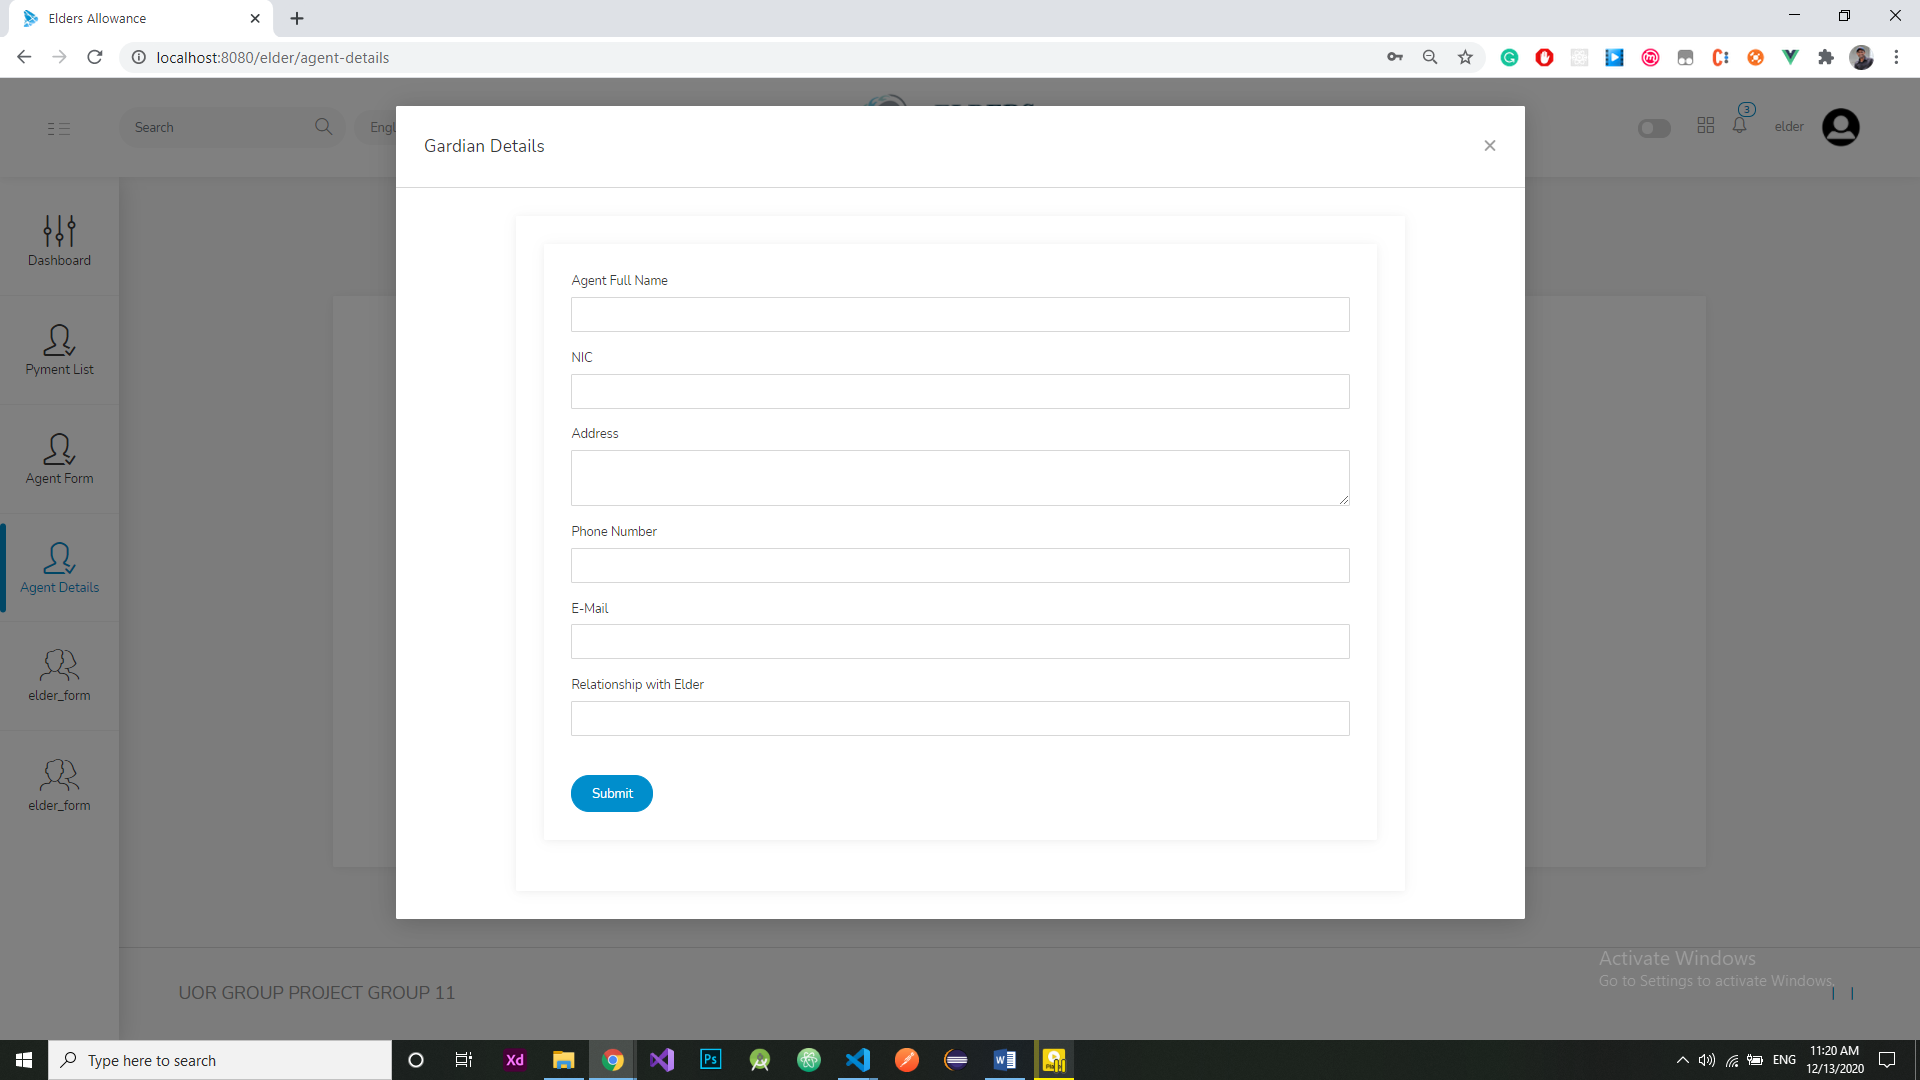 Elders Allowance
localhost:8080/elder/agent-details
Search
Engl
ELDERS
3
elder
Gardian Details
Dashboard
Pyment List
Agent Form
Agent Details
elder_form
elder_form
Agent Full Name
NIC
Address
Phone Number
E-Mail
Relationship with Elder
Submit
UOR GROUP PROJECT GROUP 11
Activate Windows
Go to Settings to activate Windows.
Type here to search
Xd
Ps
ENG
11:20 AM
12/13/2020